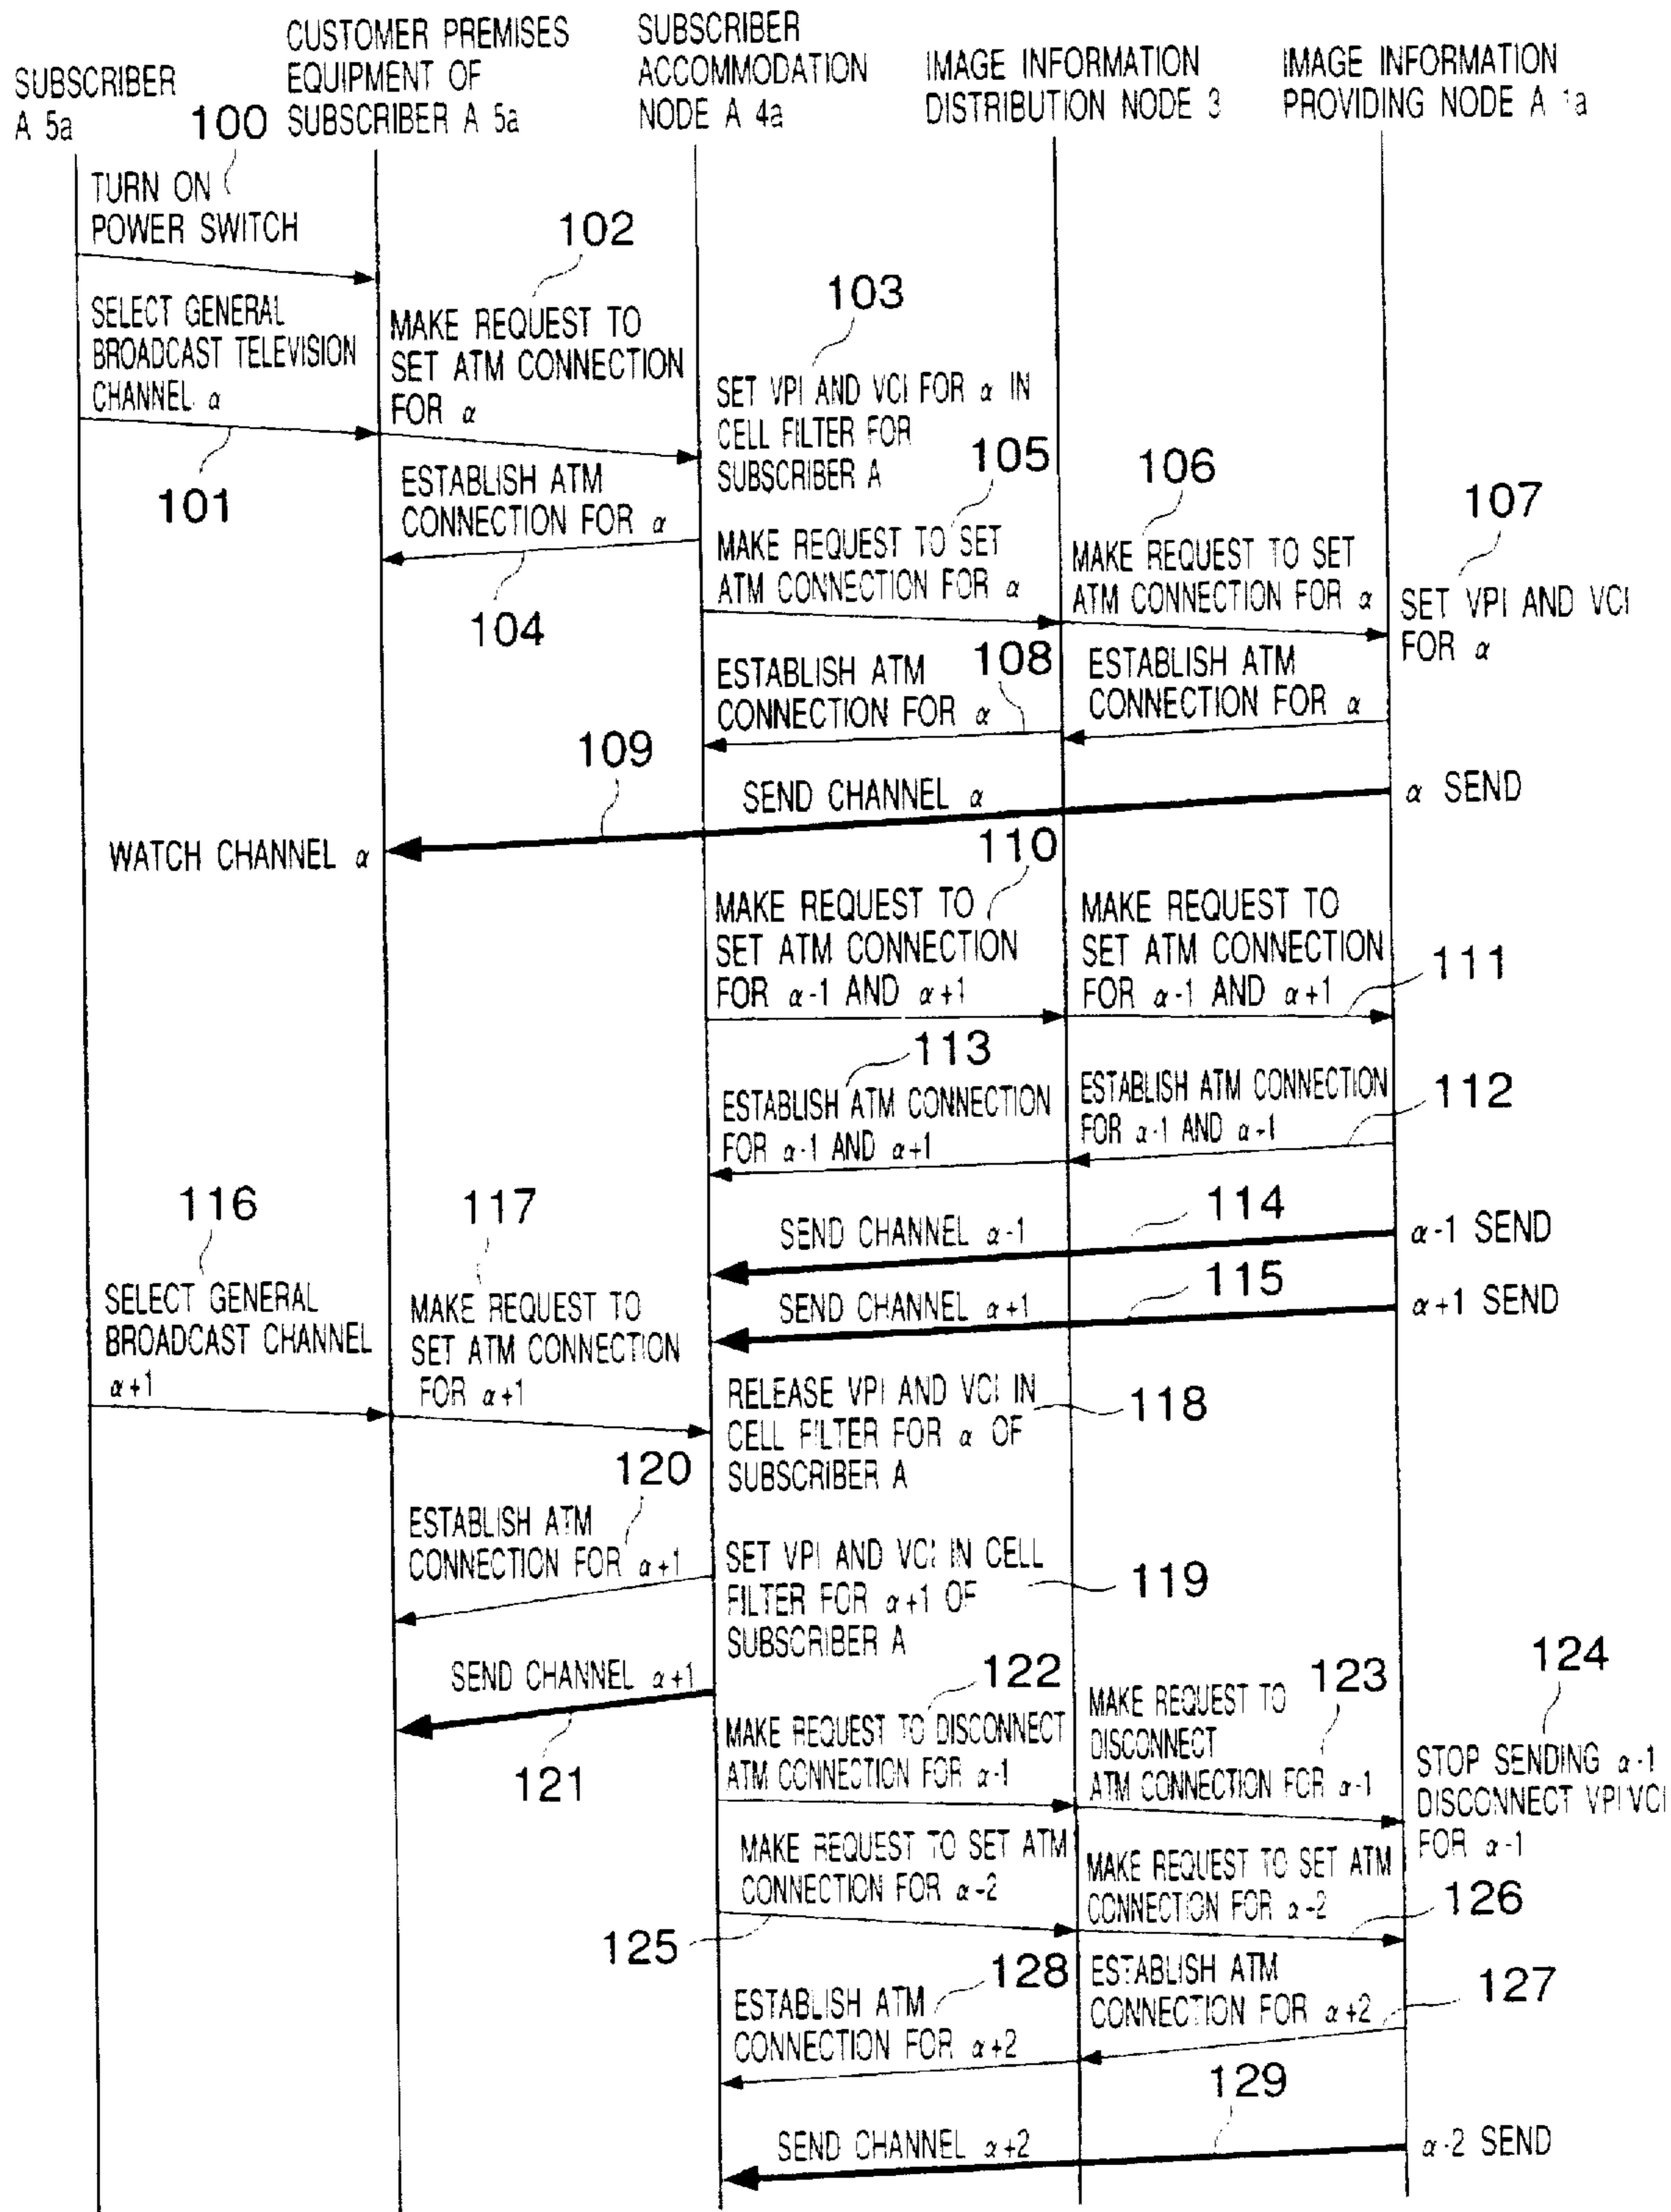 SUBSCRIBER
A 5a
CUSTOMER PREMISES
EQUIPMENT OF
SUBSCRIBER A 5a
SUBSCRIBER
ACCOMMODATION
NODE A 4a
IMAGE INFORMATION
DISTRIBUTION NODE 3
IMAGE INFORMATION
PROVIDING NODE A 1a
100
TURN ON
POWER SWITCH
102
103
SELECT GENERAL
BROADCAST TELEVISION
CHANNEL α
101
MAKE REQUEST TO
SET ATM CONNECTION
FOR α
SET VPI AND VCI FOR α IN
CELL FILTER FOR
SUBSCRIBER A
105
106
107
ESTABLISH ATM
CONNECTION FOR α
104
MAKE REQUEST TO SET
ATM CONNECTION FOR α
MAKE REQUEST TO SET
ATM CONNECTION FOR α
SET VPI AND VCI
FOR α
108
ESTABLISH ATM
CONNECTION FOR α
ESTABLISH ATM
CONNECTION FOR α
109
SEND CHANNEL α
α SEND
WATCH CHANNEL α
110
MAKE REQUEST TO
SET ATM CONNECTION
FOR α-1 AND α+1
MAKE REQUEST TO
SET ATM CONNECTION
FOR α-1 AND α+1
111
113
ESTABLISH ATM CONNECTION
FOR α-1 AND α+1
ESTABLISH ATM CONNECTION
FOR α-1 AND α-1
112
114
SEND CHANNEL α-1
α-1 SEND
115
SEND CHANNEL α+1
α+1 SEND
116
SELECT GENERAL
BROADCAST CHANNEL
α+1
117
MAKE REQUEST TO
SET ATM CONNECTION
FOR α+1
RELEASE VPI AND VCI IN
CELL FILTER FOR α OF
SUBSCRIBER A
118
120
ESTABLISH ATM
CONNECTION FOR α+1
SET VPI AND VCI IN CELL
FILTER FOR α+1 OF
SUBSCRIBER A
119
SEND CHANNEL α+1
121
122
MAKE REQUEST TO DISCONNECT
ATM CONNECTION FOR α-1
123
MAKE REQUEST TO
DISCONNECT
ATM CONNECTION FOR α-1
124
STOP SENDING α-1
DISCONNECT VPI VCI
FOR α-1
MAKE REQUEST TO SET ATM
CONNECTION FOR α-2
125
MAKE REQUEST TO SET ATM
CONNECTION FOR α-2
126
128
ESTABLISH ATM
CONNECTION FOR α+2
ESTABLISH ATM
CONNECTION FOR α+2
127
129
SEND CHANNEL α+2
α-2 SEND